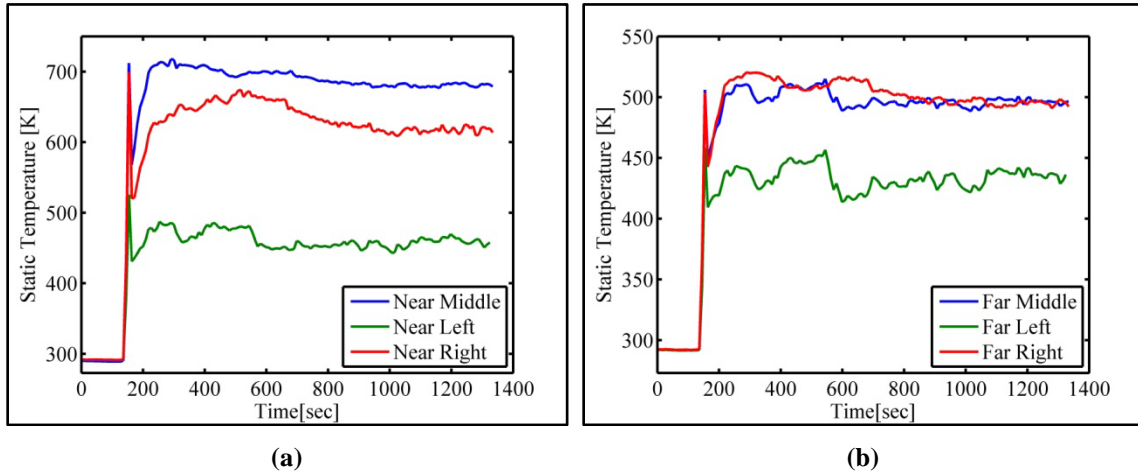 700
600
500
400
300
Static Temperature [K]
Near Middle
Near Left
Near Right
0 200 400 600 800 1000 1200 1400
Time[sec]
(a)
550
500
450
400
350
300
Static Temperature [K]
Far Middle
Far Left
Far Right
0 200 400 600 800 1000 1200 1400
Time[sec]
(b)